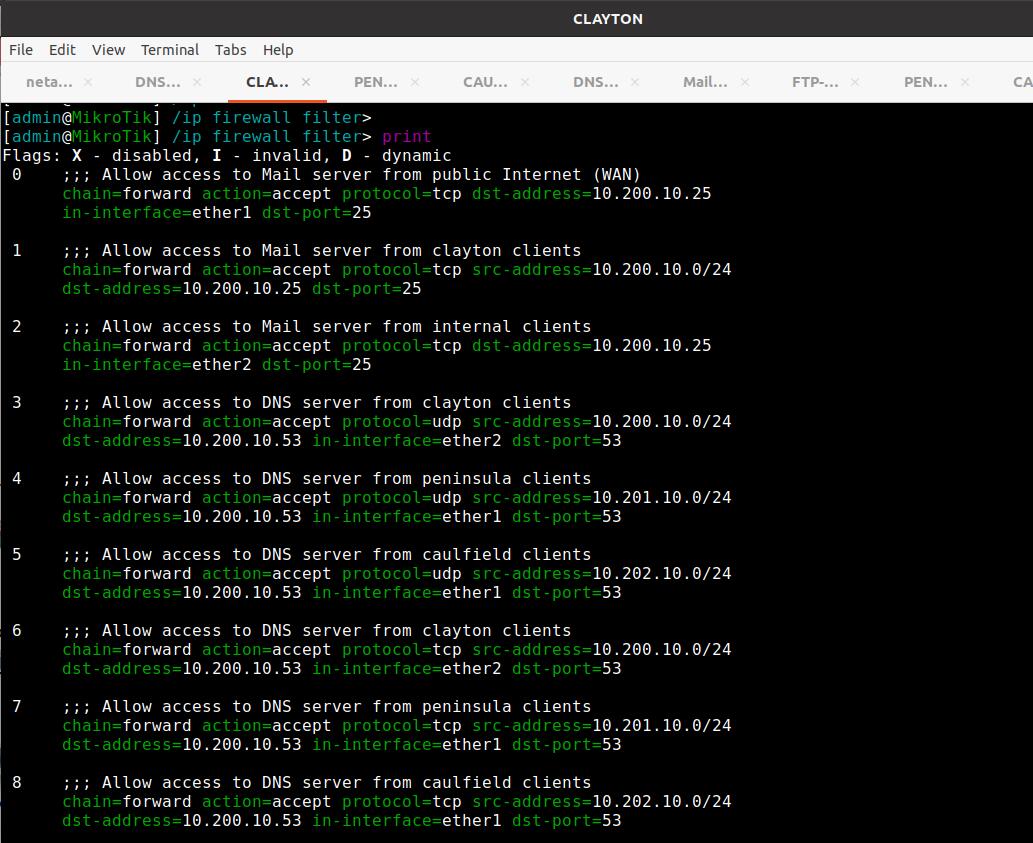 CLAYTON
File Edit View Terminal Tabs Help
neta... × DNS... × CLA... × PEN... × CAU... × DNS... × Mail... × FTP-... × PEN... × CA
[admin@MikroTik] /ip firewall filter>
[admin@MikroTik] /ip firewall filter> print
Flags: X - disabled, I - invalid, D - dynamic
0 ;;; Allow access to Mail server from public Internet (WAN)
chain=forward action=accept protocol=tcp dst-address=10.200.10.25
in-interface=ether1 dst-port=25
1 ;;; Allow access to Mail server from clayton clients
chain=forward action=accept protocol=tcp src-address=10.200.10.0/24
dst-address=10.200.10.25 dst-port=25
2 ;;; Allow access to Mail server from internal clients
chain=forward action=accept protocol=tcp dst-address=10.200.10.25
in-interface=ether2 dst-port=25
3 ;;; Allow access to DNS server from clayton clients
chain=forward action=accept protocol=udp src-address=10.200.10.0/24
dst-address=10.200.10.53 in-interface=ether2 dst-port=53
4 ;;; Allow access to DNS server from peninsula clients
chain=forward action=accept protocol=udp src-address=10.201.10.0/24
dst-address=10.200.10.53 in-interface=ether1 dst-port=53
5 ;;; Allow access to DNS server from caulfield clients
chain=forward action=accept protocol=udp src-address=10.202.10.0/24
dst-address=10.200.10.53 in-interface=ether1 dst-port=53
6 ;;; Allow access to DNS server from clayton clients
chain=forward action=accept protocol=tcp src-address=10.200.10.0/24
dst-address=10.200.10.53 in-interface=ether2 dst-port=53
7 ;;; Allow access to DNS server from peninsula clients
chain=forward action=accept protocol=tcp src-address=10.201.10.0/24
dst-address=10.200.10.53 in-interface=ether1 dst-port=53
8 ;;; Allow access to DNS server from caulfield clients
chain=forward action=accept protocol=tcp src-address=10.202.10.0/24
dst-address=10.200.10.53 in-interface=ether1 dst-port=53